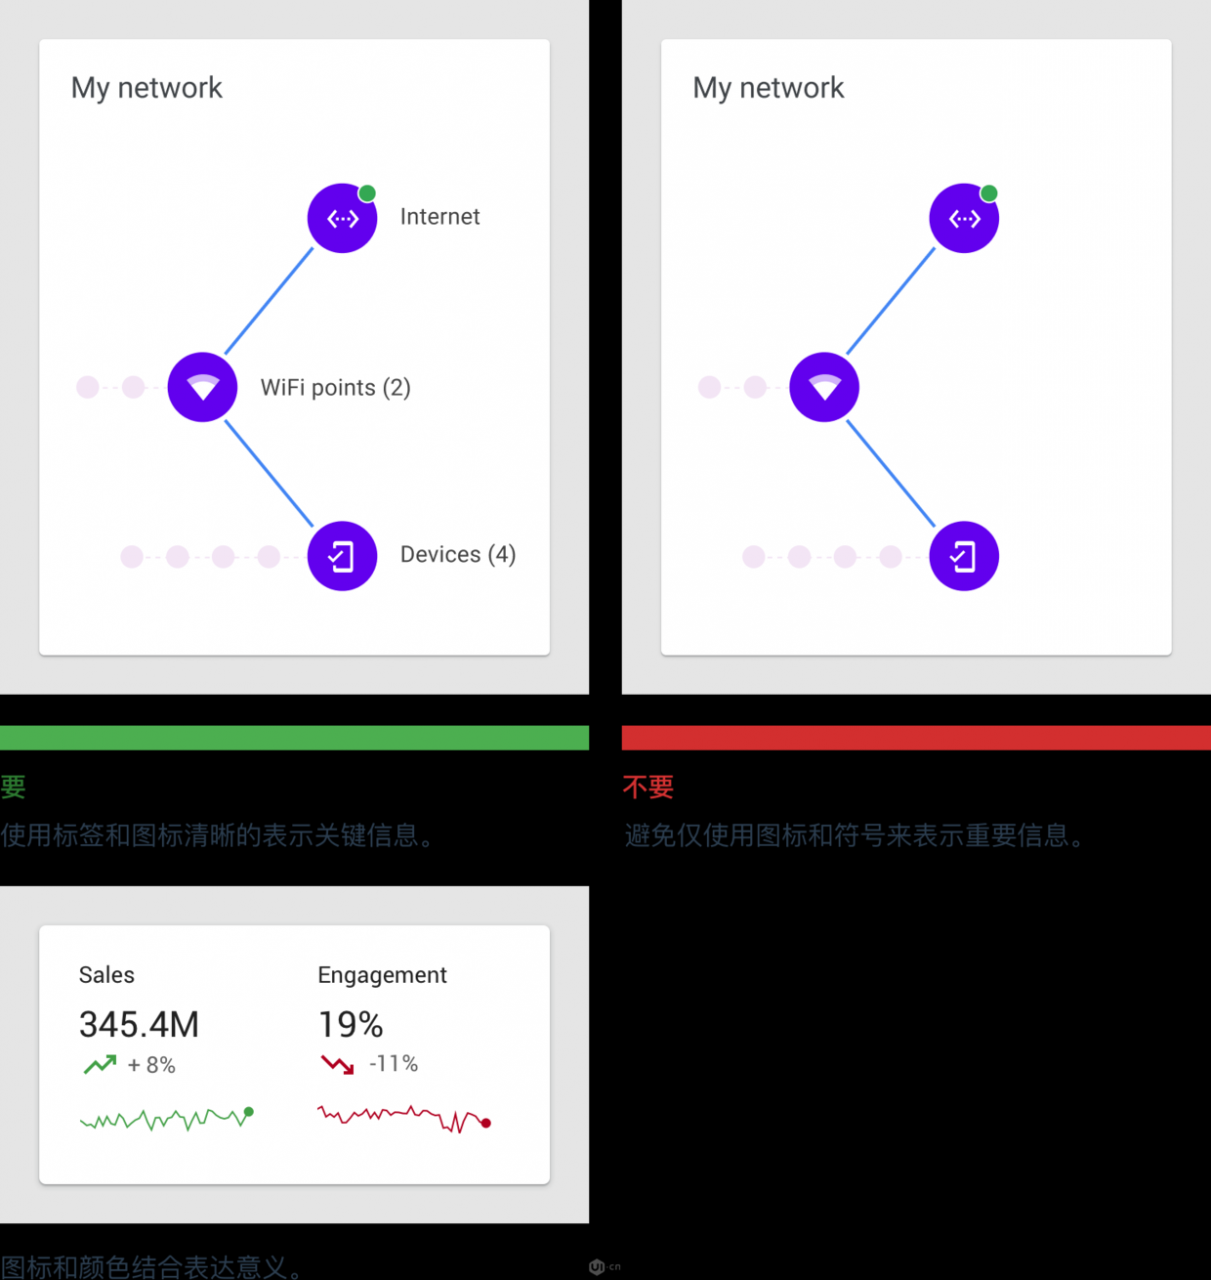 My network
Internet
WiFi points (2)
Devices (4)
My network
要
使用标签和图标清晰的表示关键信息。
不要
避免仅使用图标和符号来表示重要信息。
Sales
345.4M
+ 8%
Engagement
19%
-11%
图标和颜色结合表达意义。
UI·cn